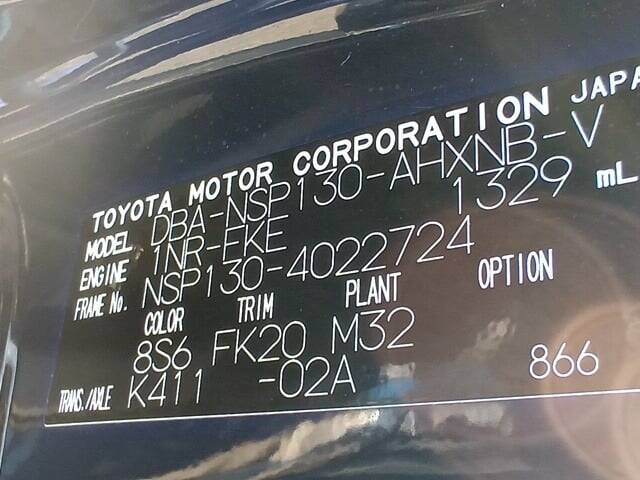 TOYOTA MOTOR CORPORATION JAPA
MODEL DBA-NSP130-AHXNB-V
ENGINE 1NR-FKE 1329 mL
FRAME No. NSP130-4022724
COLOR TRIM PLANT OPTION
8S6 FK20 M32
TRANS./AXLE K411 -02A 866